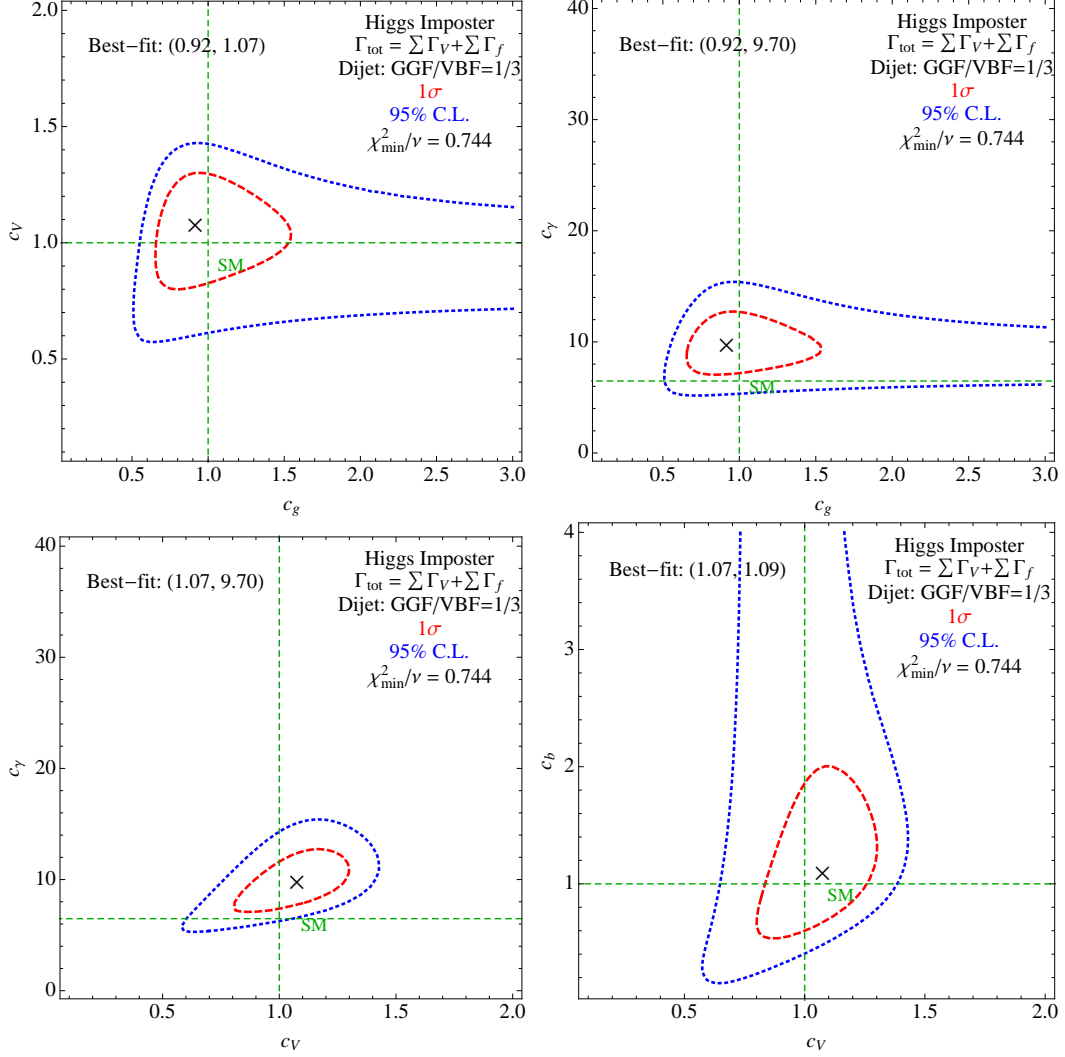 Higgs Imposter
Best−fit: (0.92, 1.07)
Γtot = ∑ ΓV+∑ Γf
Dijet: GGF/VBF=1/3
1σ
95% C.L.
χ²min/ν = 0.744
SM
2.0
1.5
1.0
0.5
cV
0.5 1.0 1.5 2.0 2.5 3.0
cg
Higgs Imposter
Best−fit: (0.92, 9.70)
Γtot = ∑ ΓV+∑ Γf
Dijet: GGF/VBF=1/3
1σ
95% C.L.
χ²min/ν = 0.744
SM
40
30
20
10
0
cγ
0.5 1.0 1.5 2.0 2.5 3.0
cg
Higgs Imposter
Best−fit: (1.07, 9.70)
Γtot = ∑ ΓV+∑ Γf
Dijet: GGF/VBF=1/3
1σ
95% C.L.
χ²min/ν = 0.744
SM
40
30
20
10
0
cγ
0.5 1.0 1.5 2.0
cV
Higgs Imposter
Best−fit: (1.07, 1.09)
Γtot = ∑ ΓV+∑ Γf
Dijet: GGF/VBF=1/3
1σ
95% C.L.
χ²min/ν = 0.744
SM
4
3
2
1
cb
0.5 1.0 1.5 2.0
cV